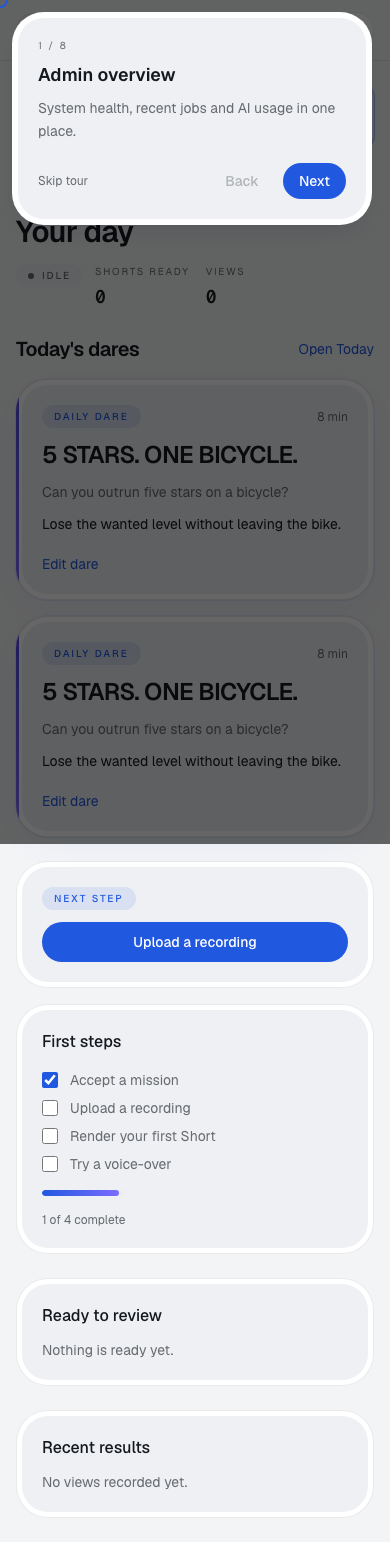 1 / 8
Admin overview
System health, recent jobs and AI usage in one
place.
Skip tour
Back
Next
Your day
IDLE
SHORTS READY
VIEWS
0
0
Today's dares
Open Today
DAILY DARE
8 min
5 STARS. ONE BICYCLE.
Can you outrun five stars on a bicycle?
Lose the wanted level without leaving the bike.
Edit dare
DAILY DARE
8 min
5 STARS. ONE BICYCLE.
Can you outrun five stars on a bicycle?
Lose the wanted level without leaving the bike.
Edit dare
NEXT STEP
Upload a recording
First steps
Accept a mission
Upload a recording
Render your first Short
Try a voice-over
1 of 4 complete
Ready to review
Nothing is ready yet.
Recent results
No views recorded yet.